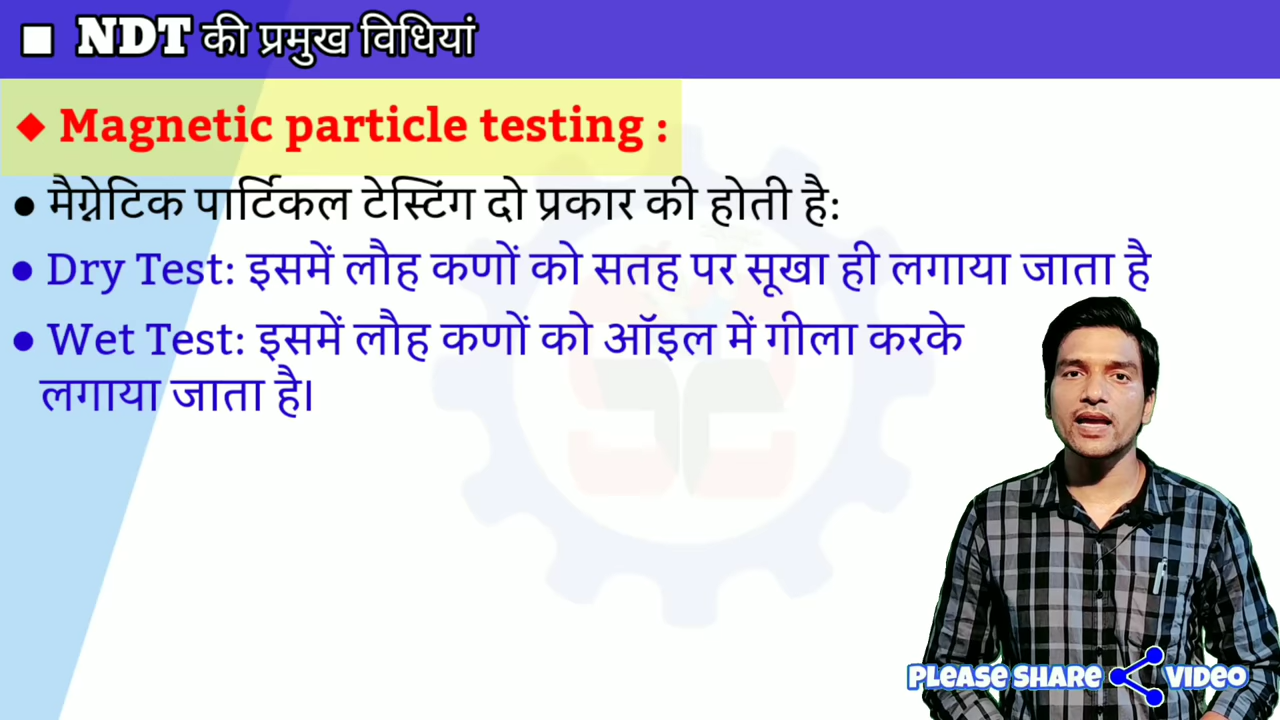 NDT की प्रमुख विधियां
Magnetic particle testing :
मैग्नेटिक पार्टिकल टेस्टिंग दो प्रकार की होती है:
Dry Test: इसमें लौह कणों को सतह पर सूखा ही लगाया जाता है
Wet Test: इसमें लौह कणों को ऑइल में गीला करके
लगाया जाता है।
PLEASE SHARE VIDEO